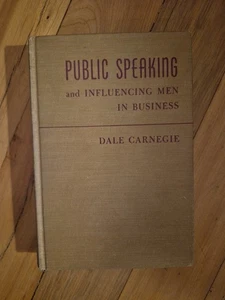 PUBLIC SPEAKING
and INFLUENCING MEN
IN BUSINESS
DALE CARNEGIE